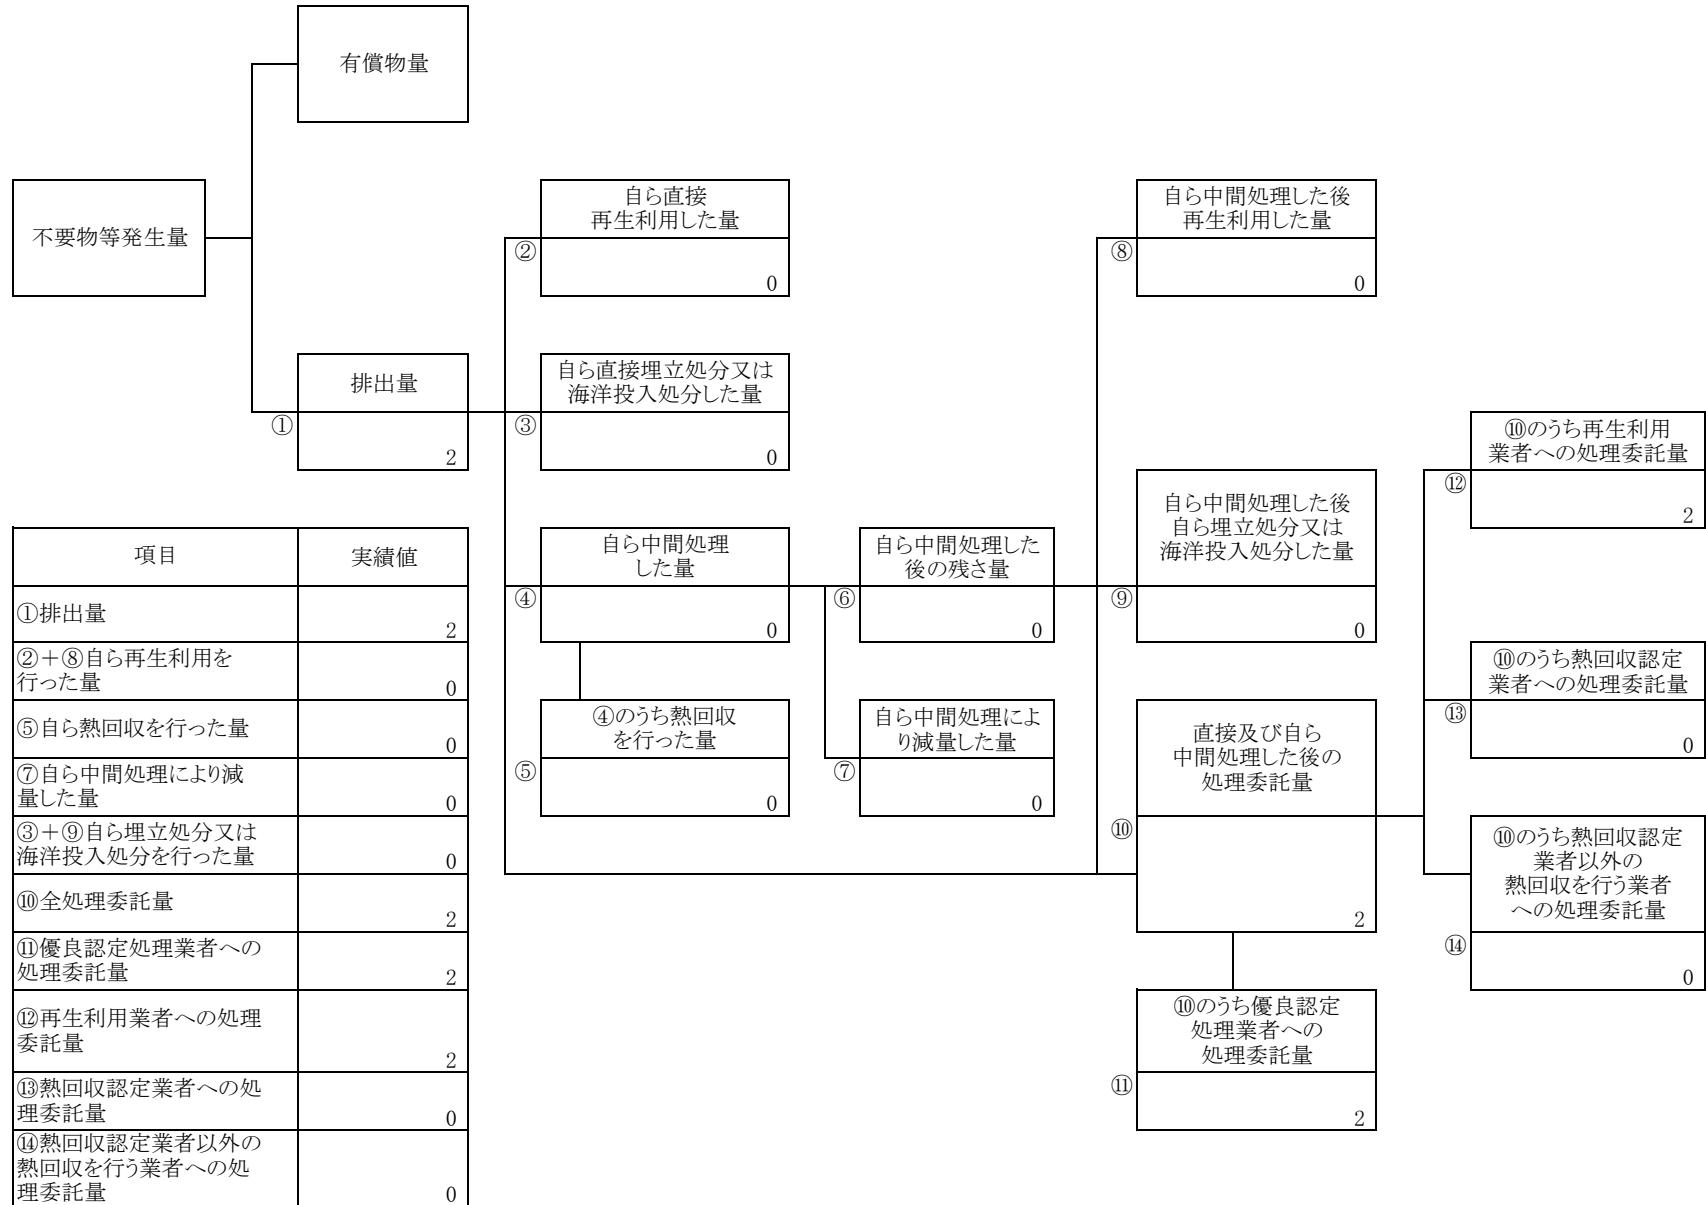 有償物量
不要物等発生量
自ら直接
再生利用した量
②
0
自ら中間処理した後
再生利用した量
⑧
0
排出量
①
2
自ら直接埋立処分又は
海洋投入処分した量
③
0
⑩のうち再生利用
業者への処理委託量
⑫
2
自ら中間処理した後
自ら埋立処分又は
海洋投入処分した量
⑨
0
自ら中間処理
した量
④
0
自ら中間処理した
後の残さ量
⑥
0
⑩のうち熱回収認定
業者への処理委託量
⑬
0
④のうち熱回収
を行った量
⑤
0
自ら中間処理によ
り減量した量
⑦
0
直接及び自ら
中間処理した後の
処理委託量
⑩
2
⑩のうち熱回収認定
業者以外の
熱回収を行う業者
への処理委託量
⑭
0
⑩のうち優良認定
処理業者への
処理委託量
⑪
2
項目 実績値
①排出量
2
②＋⑧自ら再生利用を
行った量
0
⑤自ら熱回収を行った量
0
⑦自ら中間処理により減
量した量
0
③＋⑨自ら埋立処分又は
海洋投入処分を行った量
0
⑩全処理委託量
2
⑪優良認定処理業者への
処理委託量
2
⑫再生利用業者への処理
委託量
2
⑬熱回収認定業者への処
理委託量
0
⑭熱回収認定業者以外の
熱回収を行う業者への処
理委託量
0